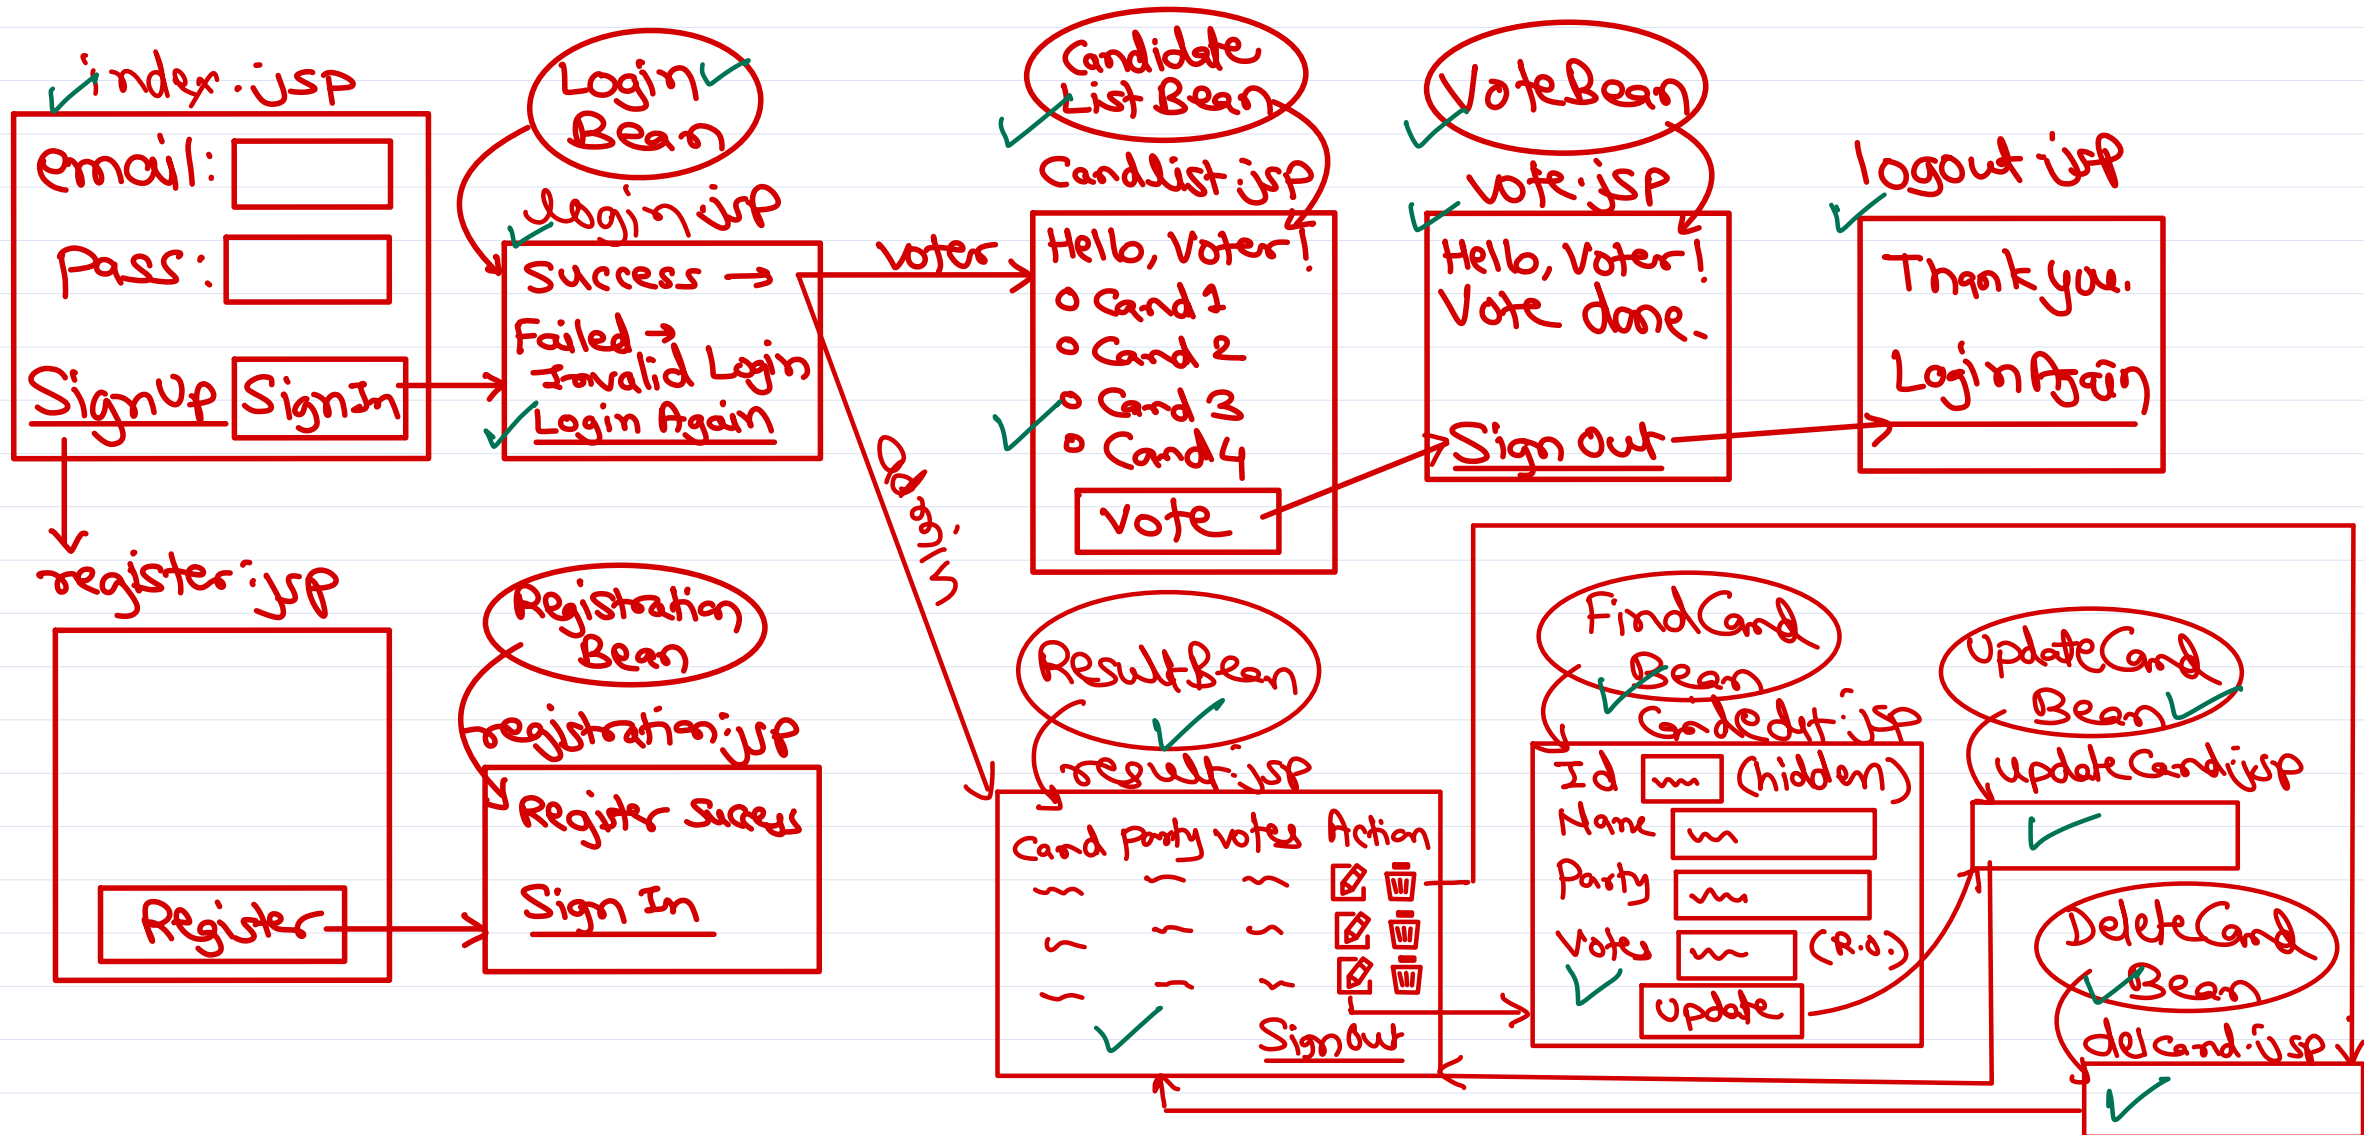 index.jsp
email:
pass:
SignUp SignIn
Login
Bean
login.jsp
Success →
Failed →
Invalid Login
Login Again
voter
Admin
Candidate
List Bean
Candlist.jsp
Hello, Voter!
Cand 1
Cand 2
Cand 3
Cand 4
Vote
VoteBean
vote.jsp
Hello, Voter!
Vote done.
Sign Out
logout.jsp
Thank you.
Login Again
register.jsp
Register
Registration
Bean
registration.jsp
Register Sucess
Sign In
ResultBean
result.jsp
Cand Party Votes Action
Sign Out
FindCand
Bean
Candedit.jsp
Id (hidden)
Name
Party
Votes (R.O.)
Update
UpdateCand
Bean
updateCand.jsp
DeleteCand
Bean
delcand.jsp